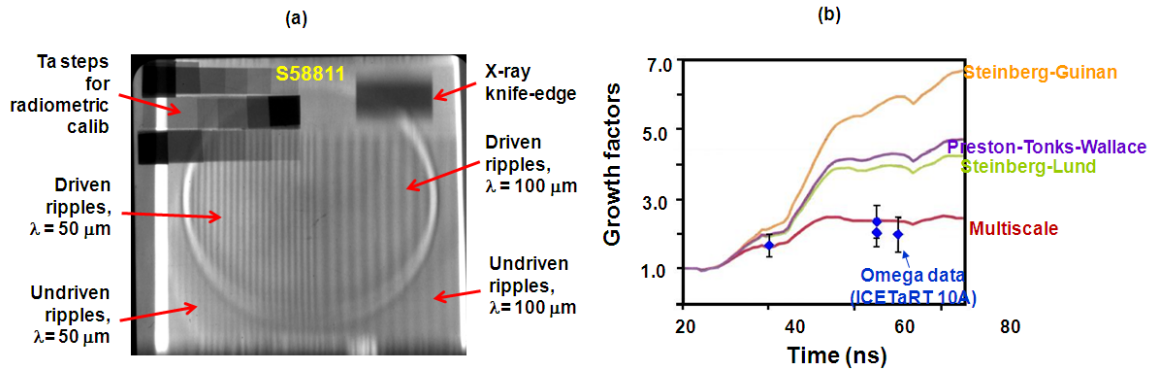 (a)
Ta steps
for
radiometric
calib
S58811
X-ray
knife-edge
Driven
ripples,
λ = 100 μm
Driven
ripples,
λ = 50 μm
Undriven
ripples,
λ = 50 μm
Undriven
ripples,
λ = 100 μm
(b)
Growth factors
7.0
5.0
3.0
1.0
Steinberg-Guinan
Preston-Tonks-Wallace
Steinberg-Lund
Multiscale
Omega data
(ICETaRT 10A)
20
40
60
80
Time (ns)